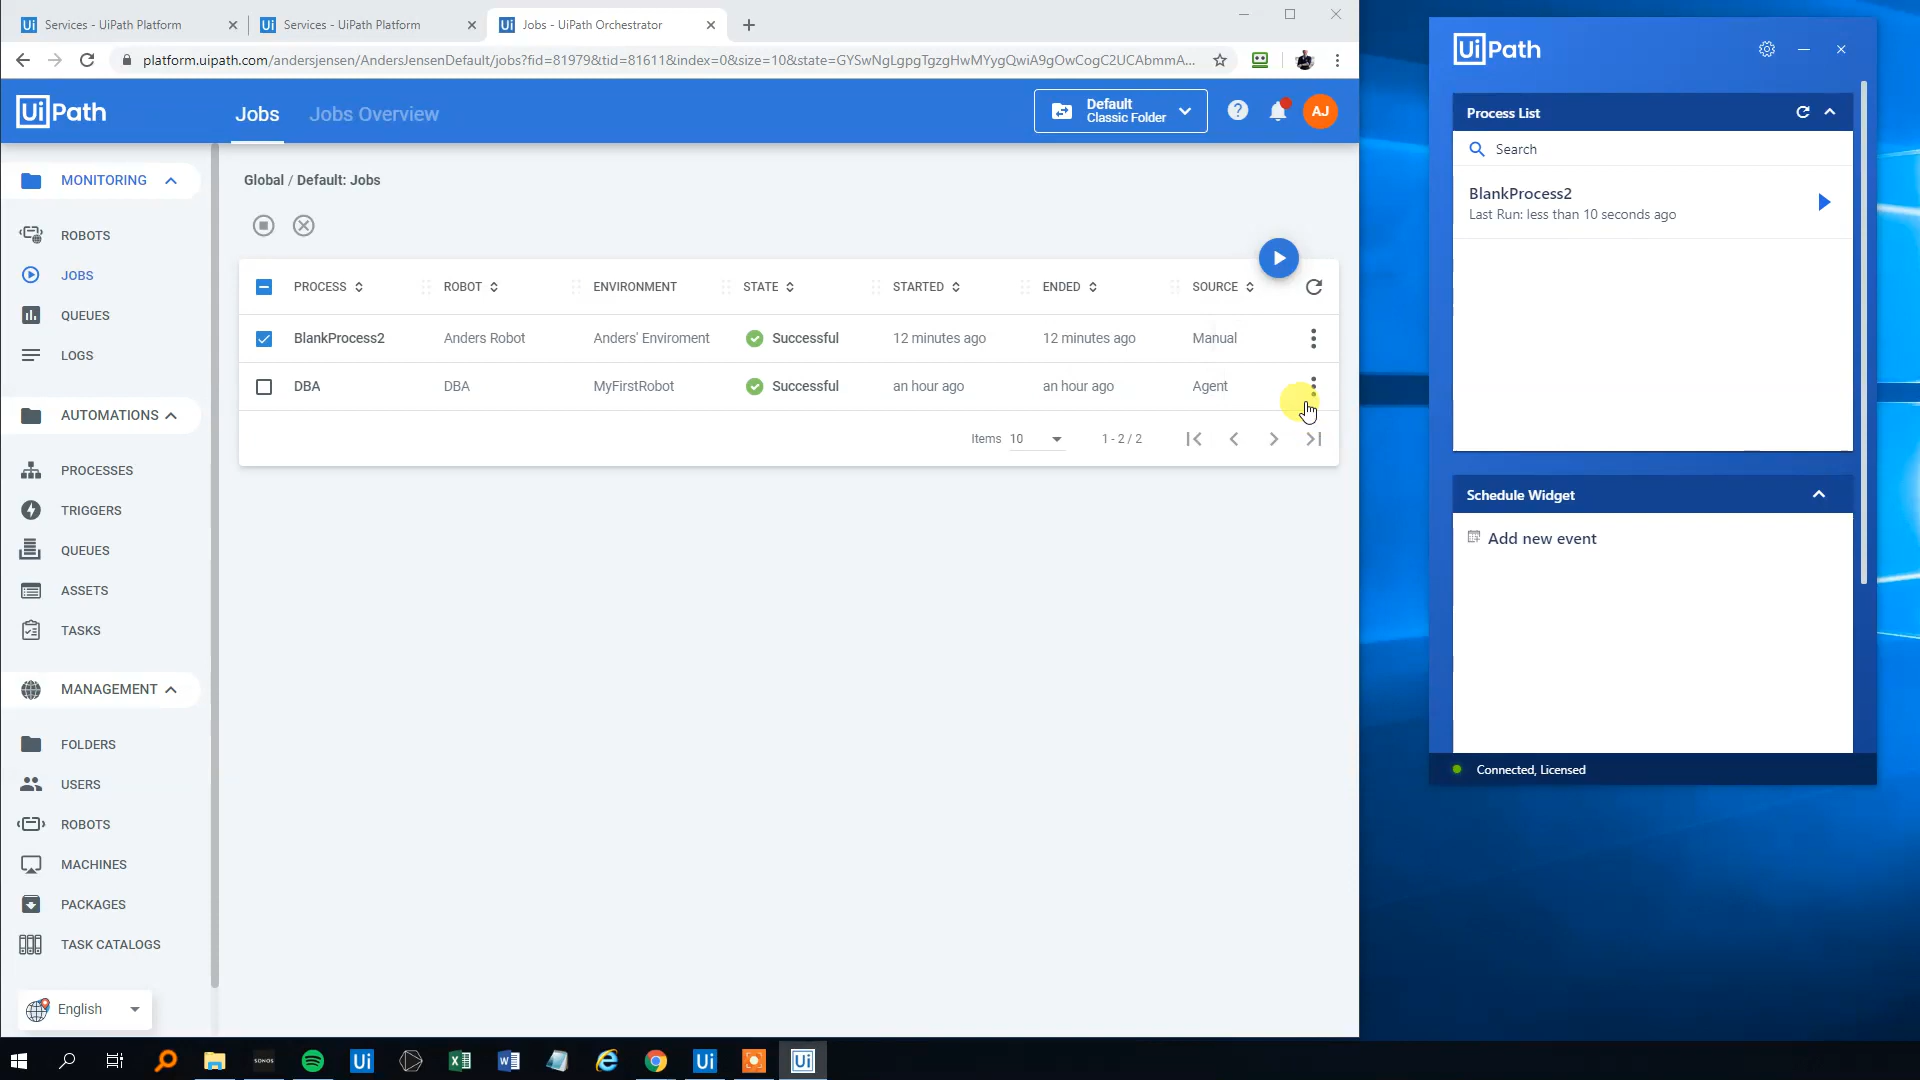 Services - UiPath Platform
Services - UiPath Platform
Jobs - UiPath Orchestrator
platform.uipath.com/andersjensen/AndersJensenDefault/jobs?fid=81979&tid=81611&index=0&size=10&state=GYSwNgLgpgTgzgHwMYygQwiA9gOwCogC2UCAbmmA...
UiPath
Jobs
Jobs Overview
Default
Classic Folder
AJ
MONITORING
ROBOTS
JOBS
QUEUES
LOGS
AUTOMATIONS
PROCESSES
TRIGGERS
QUEUES
ASSETS
TASKS
MANAGEMENT
FOLDERS
USERS
ROBOTS
MACHINES
PACKAGES
TASK CATALOGS
English
Global / Default: Jobs
PROCESS ROBOT ENVIRONMENT STATE STARTED ENDED SOURCE
BlankProcess2 Anders Robot Anders' Enviroment Successful 12 minutes ago 12 minutes ago Manual
DBA DBA MyFirstRobot Successful an hour ago an hour ago Agent
Items 10 1 - 2 / 2
UiPath
Process List
Search
BlankProcess2
Last Run: less than 10 seconds ago
Schedule Widget
Add new event
Connected, Licensed
SONOS
Ui
Ui
Ui